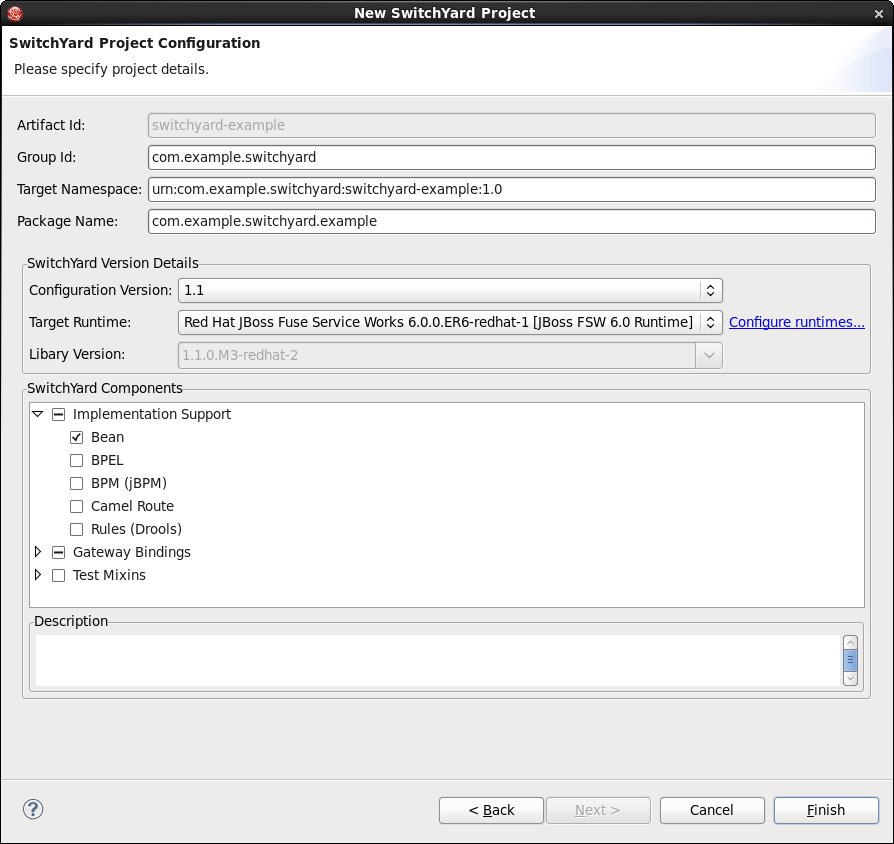 New SwitchYard Project
SwitchYard Project Configuration
Please specify project details.
Artifact Id: switchyard-example
Group Id: com.example.switchyard
Target Namespace: urn:com.example.switchyard:switchyard-example:1.0
Package Name: com.example.switchyard.example
SwitchYard Version Details
Configuration Version: 1.1
Target Runtime: Red Hat JBoss Fuse Service Works 6.0.0.ER6-redhat-1 [JBoss FSW 6.0 Runtime] Configure runtimes...
Libary Version: 1.1.0.M3-redhat-2
SwitchYard Components
Implementation Support
Bean
BPEL
BPM (jBPM)
Camel Route
Rules (Drools)
Gateway Bindings
Test Mixins
Description
< Back Next > Cancel Finish